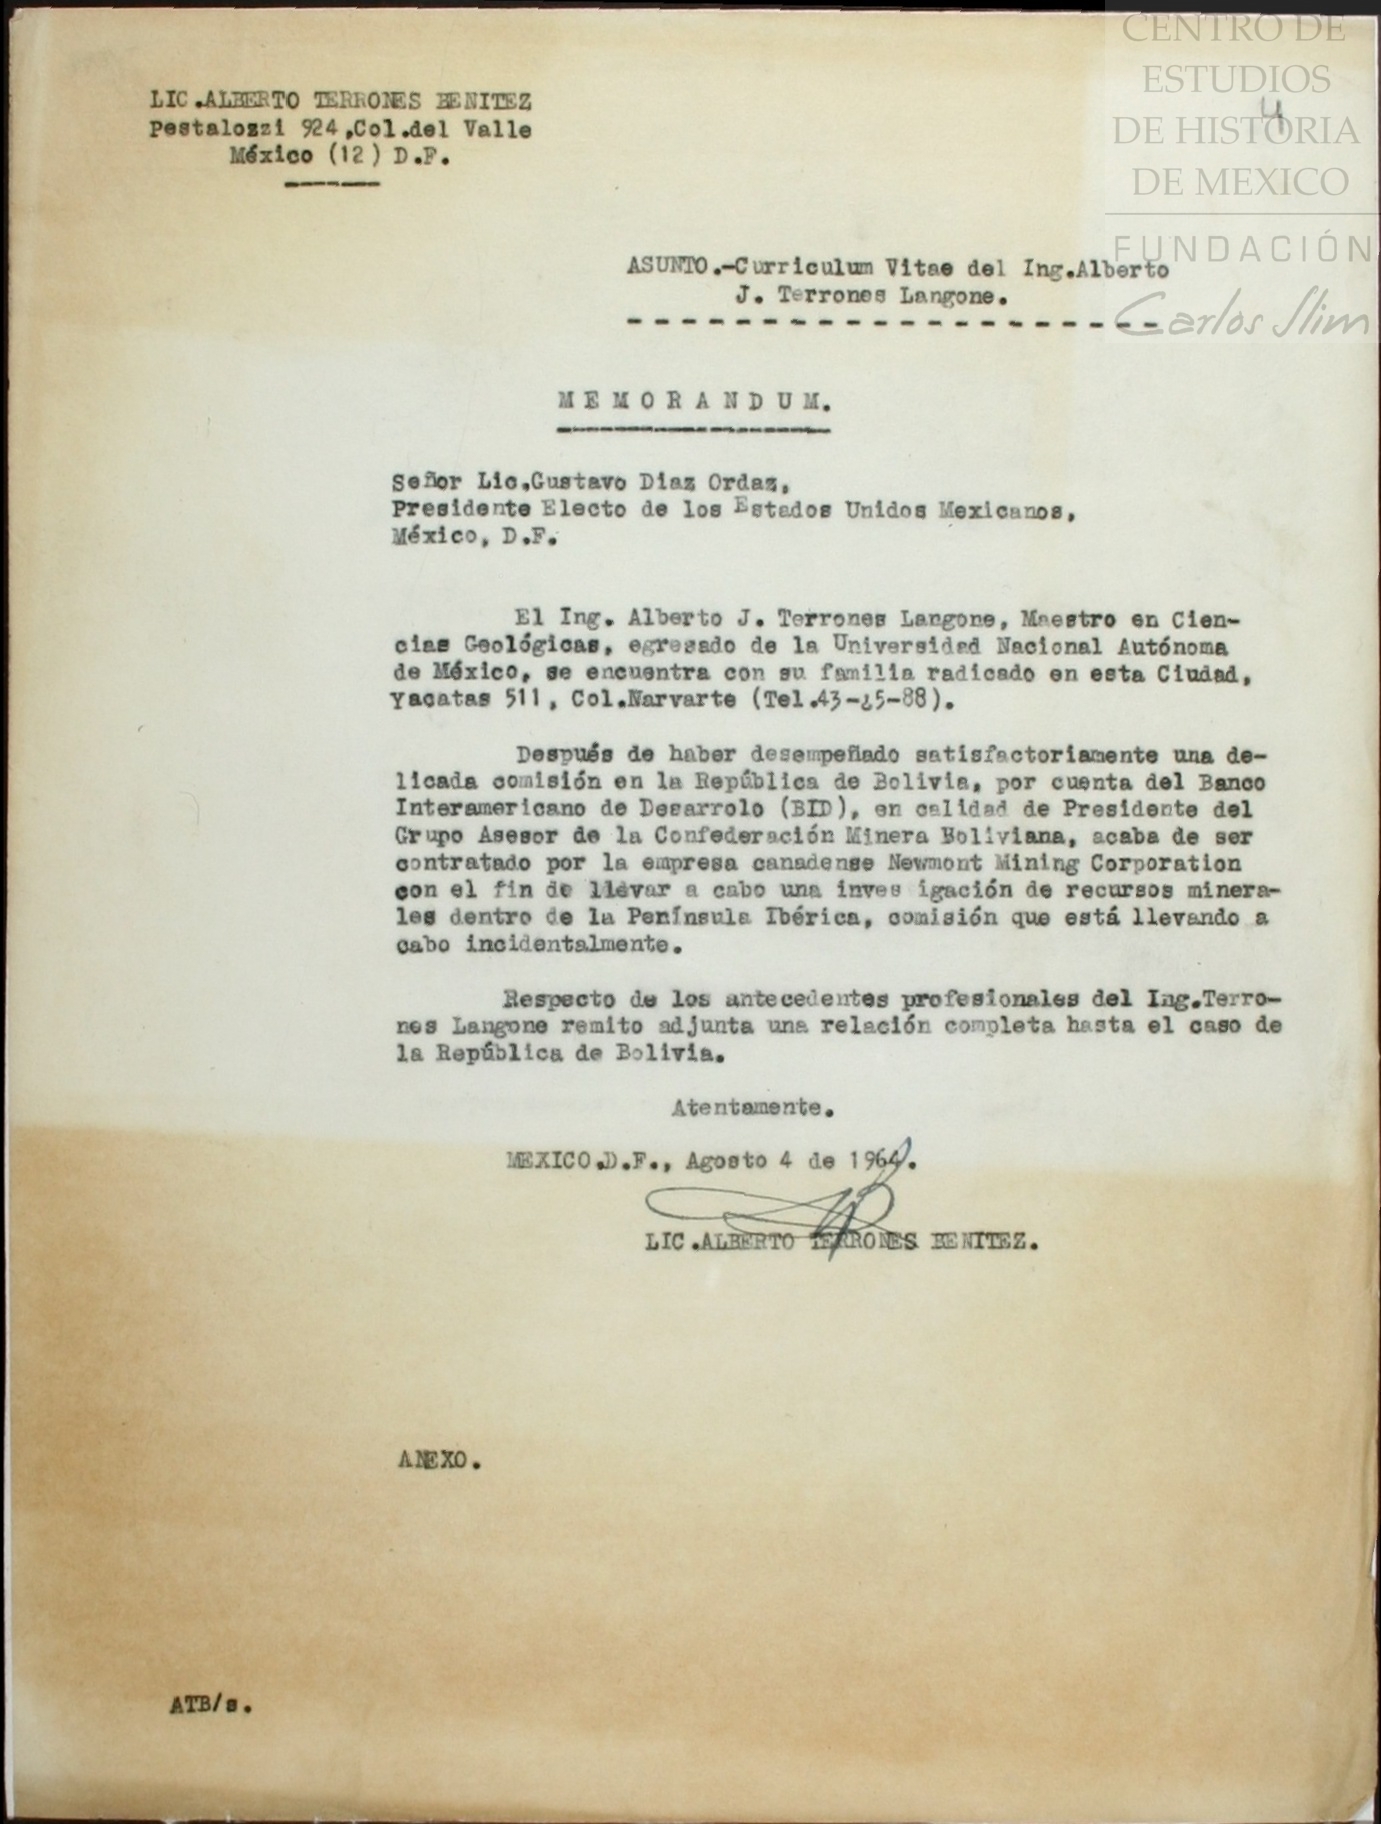 CENTRO DE
ESTUDIOS
DE HISTORIA
DE MEXICO
FUNDACIÓN
Carlos Slim
4
LIC.ALBERTO TERRONES BENITEZ
Pestalozzi 924,Col.del Valle
México (12) D.F.
ASUNTO.-Curriculum Vitae del Ing.Alberto
J. Terrones Langone.
MEMORANDUM.
Señor Lic.Gustavo Diaz Ordaz,
Presidente Electo de los Estados Unidos Mexicanos,
México, D.F.
El Ing. Alberto J. Terrones Langone, Maestro en Cien-
cias Geológicas, egresado de la Universidad Nacional Autónoma
de México, se encuentra con su familia radicado en esta Ciudad,
Yacatas 511, Col.Narvarte (Tel.43-25-88).
Después de haber desempeñado satisfactoriamente una de-
licada comisión en la República de Bolivia, por cuenta del Banco
Interamericano de Desarrolo (BID), en calidad de Presidente del
Grupo Asesor de la Confederación Minera Boliviana, acaba de ser
contratado por la empresa canadense Newmont Mining Corporation
con el fin de llevar a cabo una inves igación de recursos minera-
les dentro de la Península Ibérica, comisión que está llevando a
cabo incidentalmente.
Respecto de los antecedentes profesionales del Ing.Terro-
nes Langone remito adjunta una relación completa hasta el caso de
la República de Bolivia.
Atentamente.
MEXICO.D.F., Agosto 4 de 1964.
LIC.ALBERTO TERRONES BENITEZ.
ANEXO.
ATB/s.